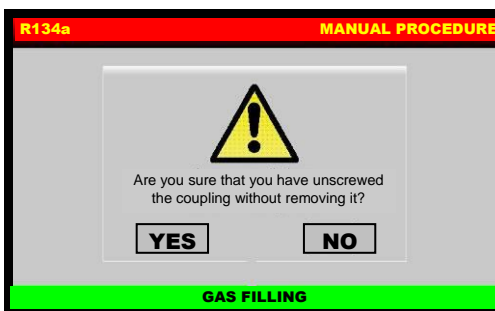 R134a MANUAL PROCEDURE
Are you sure that you have unscrewed
the coupling without removing it?
YES NO
GAS FILLING